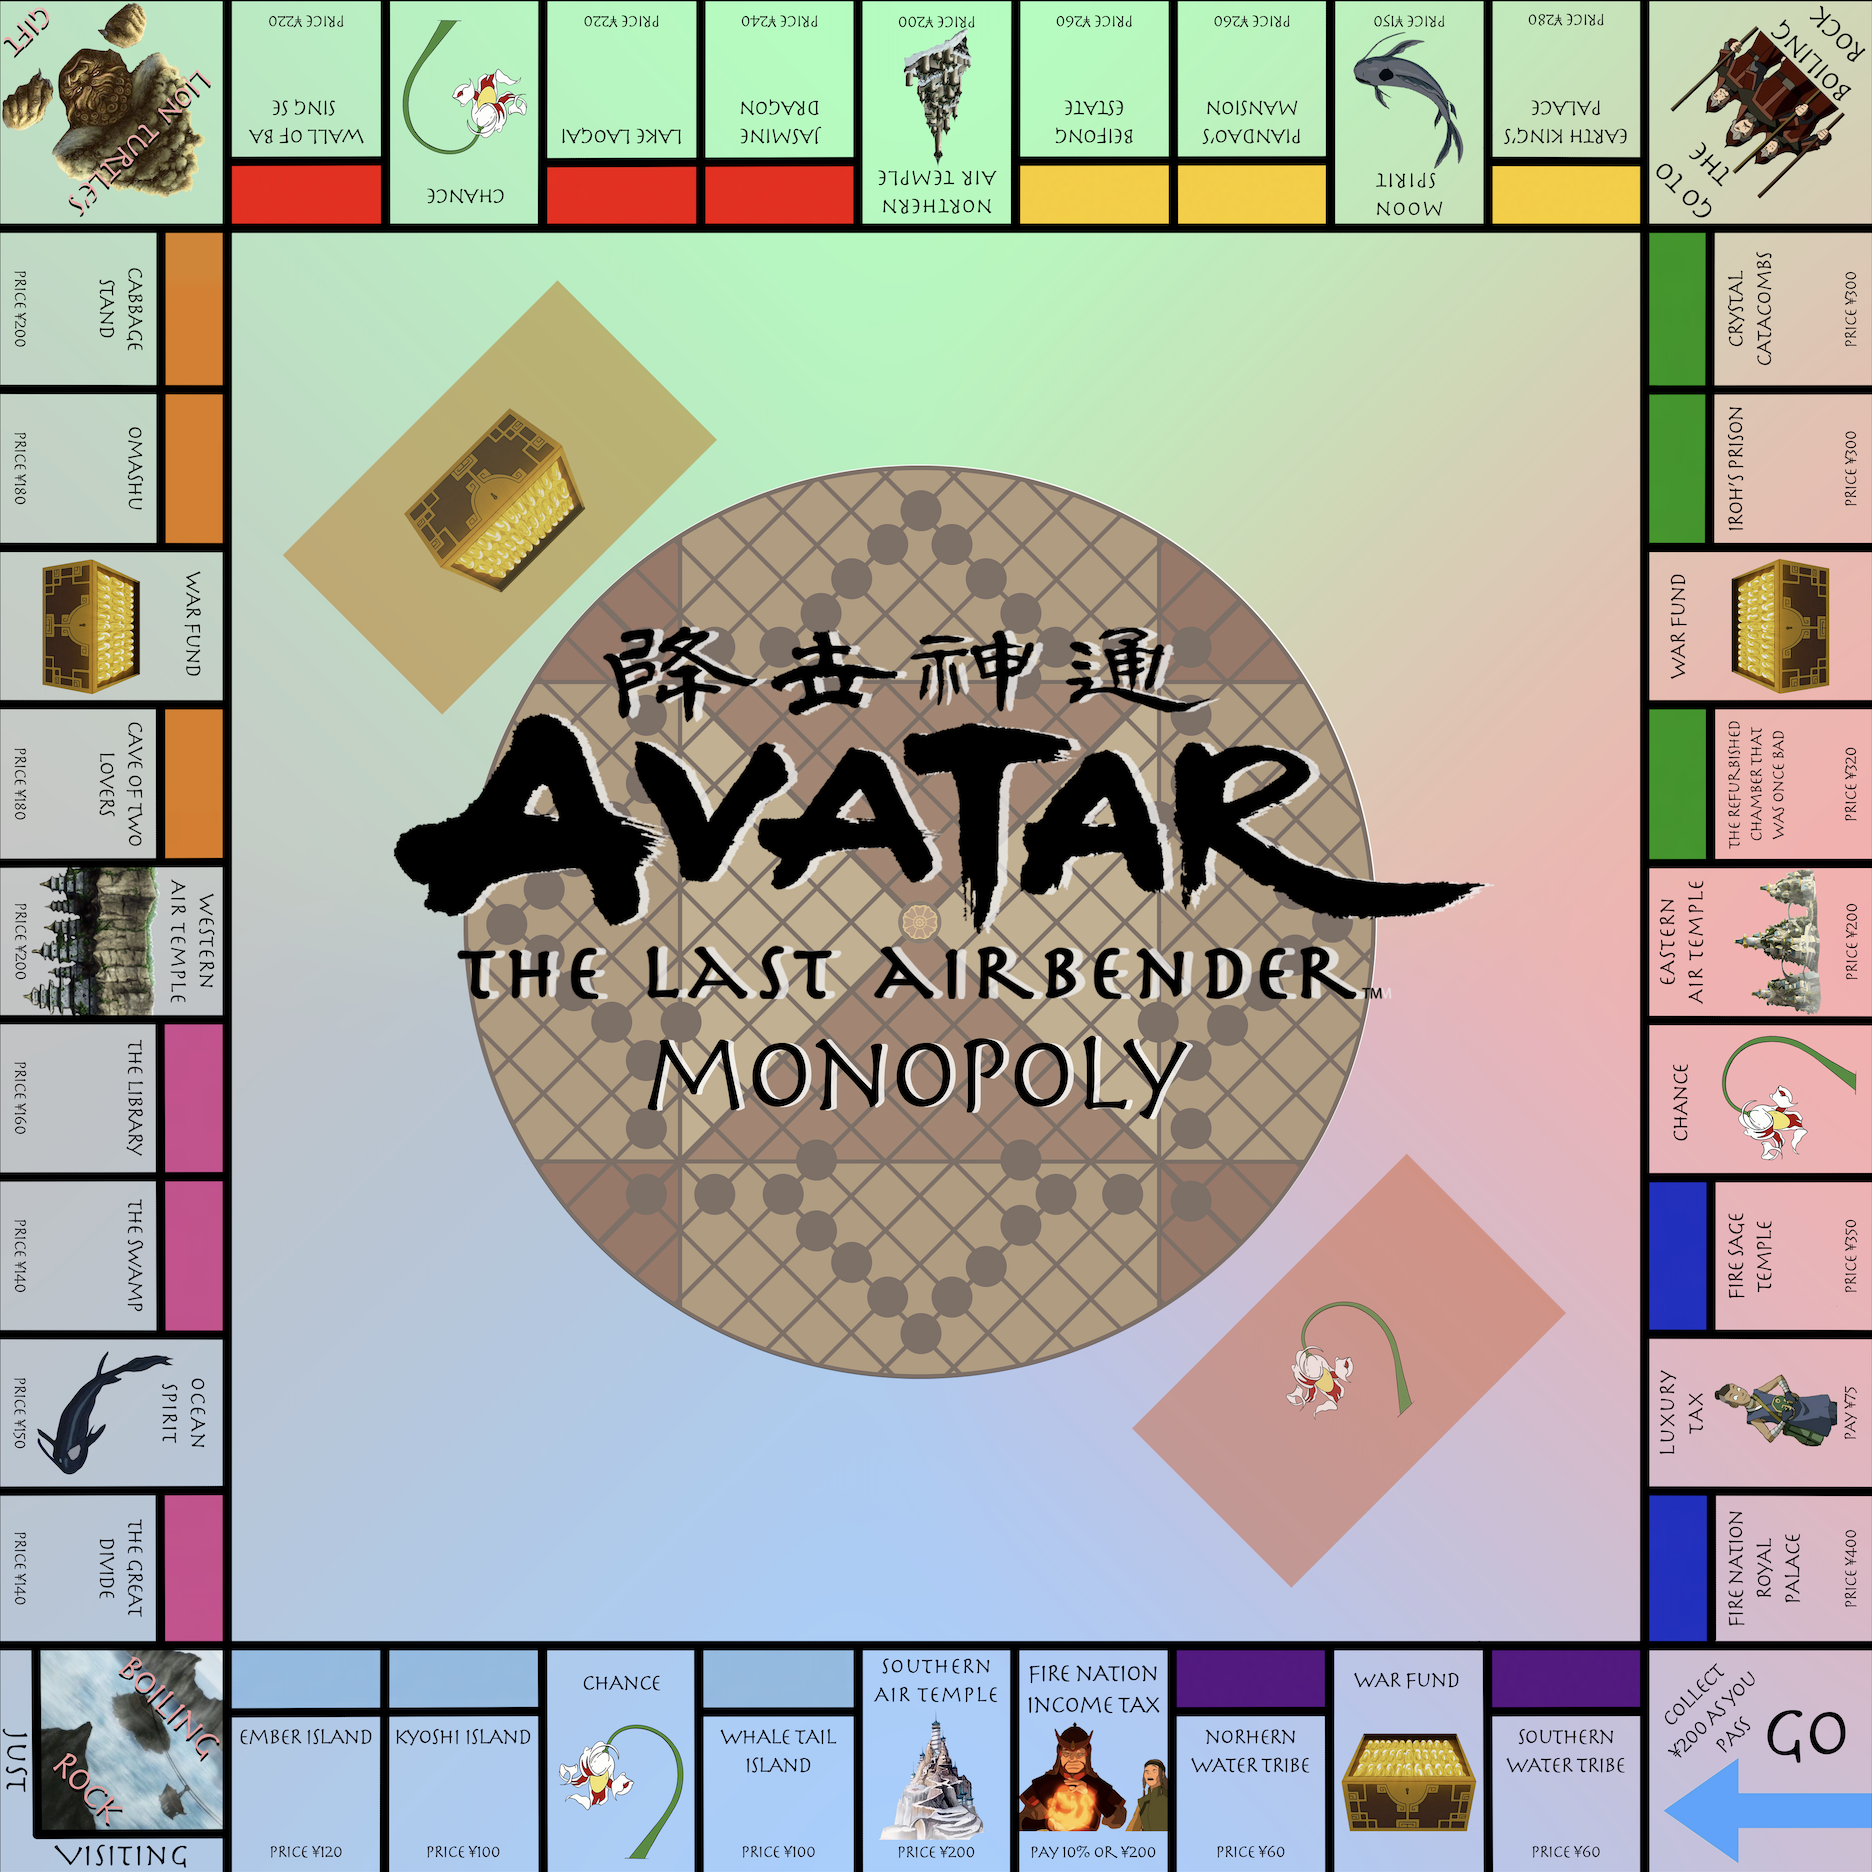 GIFT
LION TURTLE'S
PRICE ¥220
WALL OF BA
SING SE
CHANCE
PRICE ¥220
LAKE LAOGAI
PRICE ¥240
JASMINE
DRAGON
PRICE ¥200
NORTHERN
AIR TEMPLE
PRICE ¥260
BEIFONG
ESTATE
PRICE ¥260
PIANDAO'S
MANSION
PRICE ¥150
MOON
SPIRIT
PRICE ¥280
EARTH KING'S
PALACE
GO TO
THE
BOILING
ROCK
CABBAGE
STAND
PRICE ¥200
OMASHU
PRICE ¥180
WAR FUND
CAVE OF TWO
LOVERS
PRICE ¥180
WESTERN
AIR TEMPLE
PRICE ¥200
THE LIBRARY
PRICE ¥160
THE SWAMP
PRICE ¥140
OCEAN
SPIRIT
PRICE ¥150
THE GREAT
DIVIDE
PRICE ¥140
降世神通
AVATAR
THE LAST AIRBENDER™
MONOPOLY
CRYSTAL
CATACOMBS
PRICE ¥300
IROH'S PRISON
PRICE ¥300
WAR FUND
THE REFURBISHED
CHAMBER THAT
WAS ONCE BAD
PRICE ¥320
EASTERN
AIR TEMPLE
PRICE ¥200
CHANCE
FIRE SAGE
TEMPLE
PRICE ¥350
LUXURY
TAX
PAY ¥75
FIRE NATION
ROYAL
PALACE
PRICE ¥400
JUST
VISITING
BOILING
ROCK
EMBER ISLAND
PRICE ¥120
KYOSHI ISLAND
PRICE ¥100
CHANCE
WHALE TAIL
ISLAND
PRICE ¥100
SOUTHERN
AIR TEMPLE
PRICE ¥200
FIRE NATION
INCOME TAX
PAY 10% OR ¥200
NORHERN
WATER TRIBE
PRICE ¥60
WAR FUND
SOUTHERN
WATER TRIBE
PRICE ¥60
COLLECT
¥200 AS YOU
PASS
GO